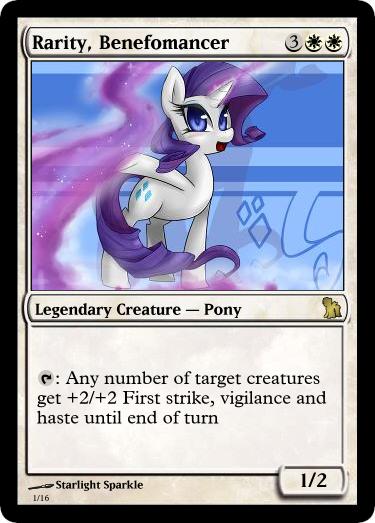 Rarity, Benefomancer 3
Legendary Creature — Pony
: Any number of target creatures
get +2/+2 First strike, vigilance and
haste until end of turn
1/2
Starlight Sparkle
1/16